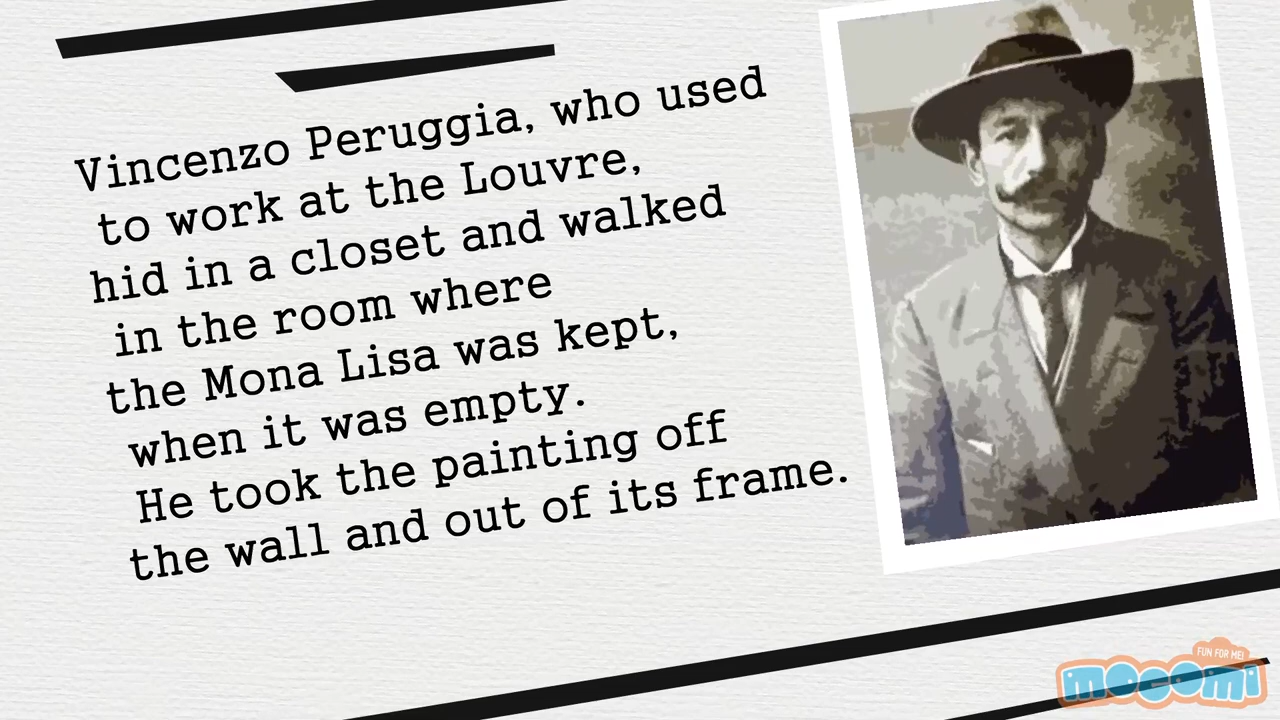 Vincenzo Peruggia, who used
to work at the Louvre,
hid in a closet and walked
in the room where
the Mona Lisa was kept,
when it was empty.
He took the painting off
the wall and out of its frame.
FUN FOR ME!
mocomi